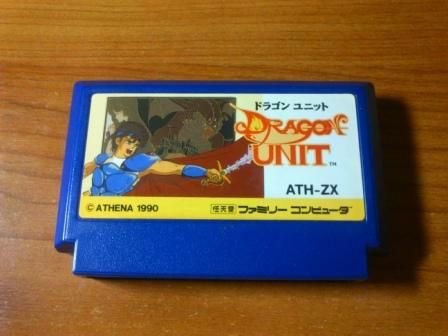 ドラゴン ユニット
DRAGON
UNIT™
ATH-ZX
© ATHENA 1990
任天堂 ファミリー コンピュータ